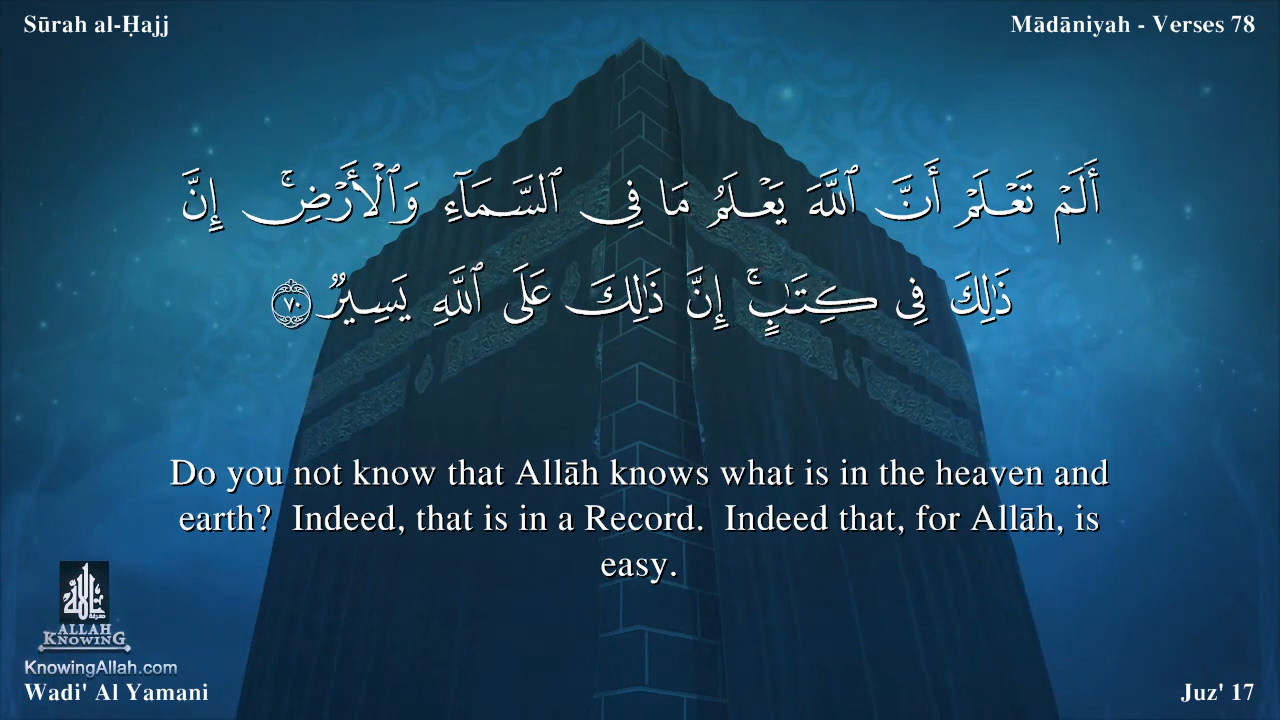 Sūrah al-Ḥajj
Mādāniyah - Verses 78
أَلَمْ تَعْلَمْ أَنَّ ٱللَّهَ يَعْلَمُ مَا فِى ٱلسَّمَآءِ وَٱلْأَرْضِ ۗ إِنَّ
ذَٰلِكَ فِى كِتَٰبٍ ۚ إِنَّ ذَٰلِكَ عَلَى ٱللَّهِ يَسِيرٌ ٧٠
Do you not know that Allāh knows what is in the heaven and
earth?  Indeed, that is in a Record.  Indeed that, for Allāh, is
easy.
ALLAH
KNOWING
KnowingAllah.com
Wadi' Al Yamani
Juz' 17